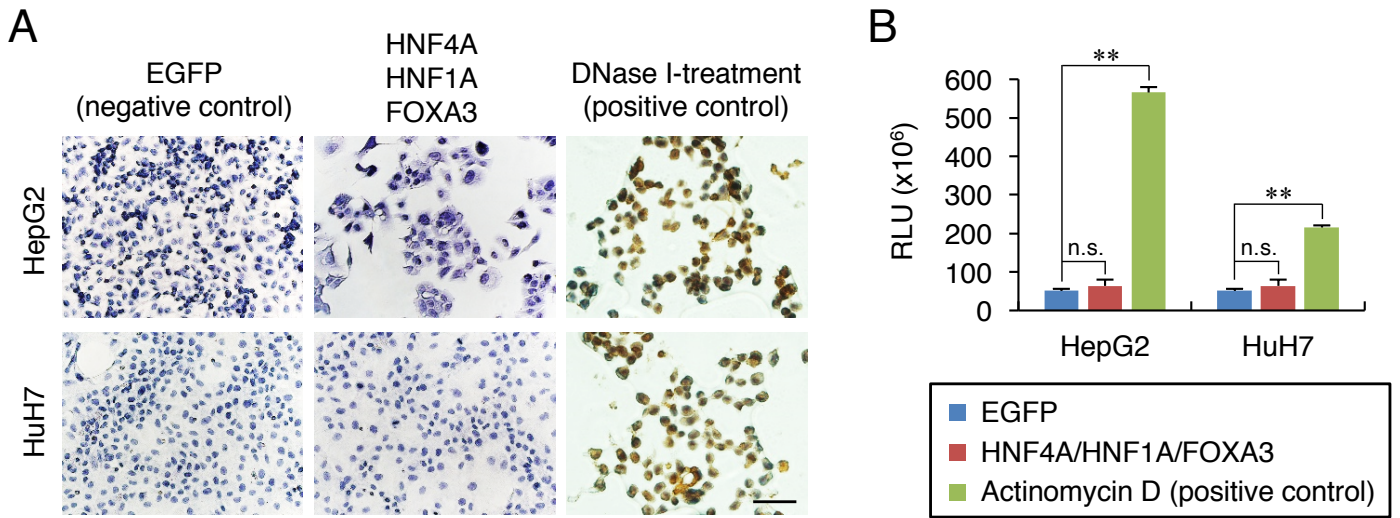 A
EGFP
(negative control)
HNF4A
HNF1A
FOXA3
DNase I-treatment
(positive control)
HepG2
HuH7
B
RLU (x10⁶)
600
500
400
300
200
100
0
**
n.s.
**
n.s.
HepG2
HuH7
EGFP
HNF4A/HNF1A/FOXA3
Actinomycin D (positive control)